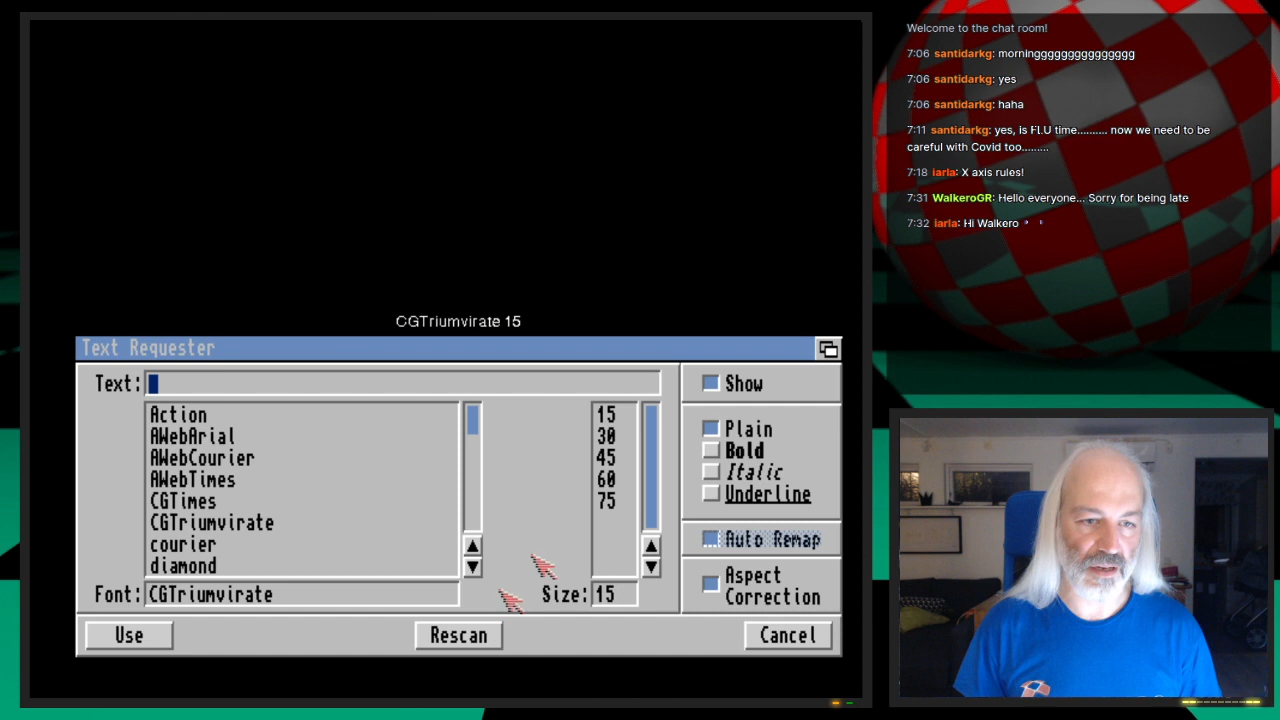 Welcome to the chat room!
7:06 santidarkg: morninggggggggggggggg
7:06 santidarkg: yes
7:06 santidarkg: haha
7:11 santidarkg: yes, is FLU time.......... now we need to be
careful with Covid too.........
7:18 iarla: X axis rules!
7:31 WalkeroGR: Hello everyone... Sorry for being late
7:32 iarla: Hi Walkero
CGTriumvirate 15
Text Requester
Text:
Show
Action 15
AWebArial 30
AWebCourier 45
AWebTimes 60
CGTimes 75
CGTriumvirate
courier
diamond
Plain
Bold
Italic
Underline
Auto Remap
Aspect
Correction
Font: CGTriumvirate Size: 15
Use Rescan Cancel